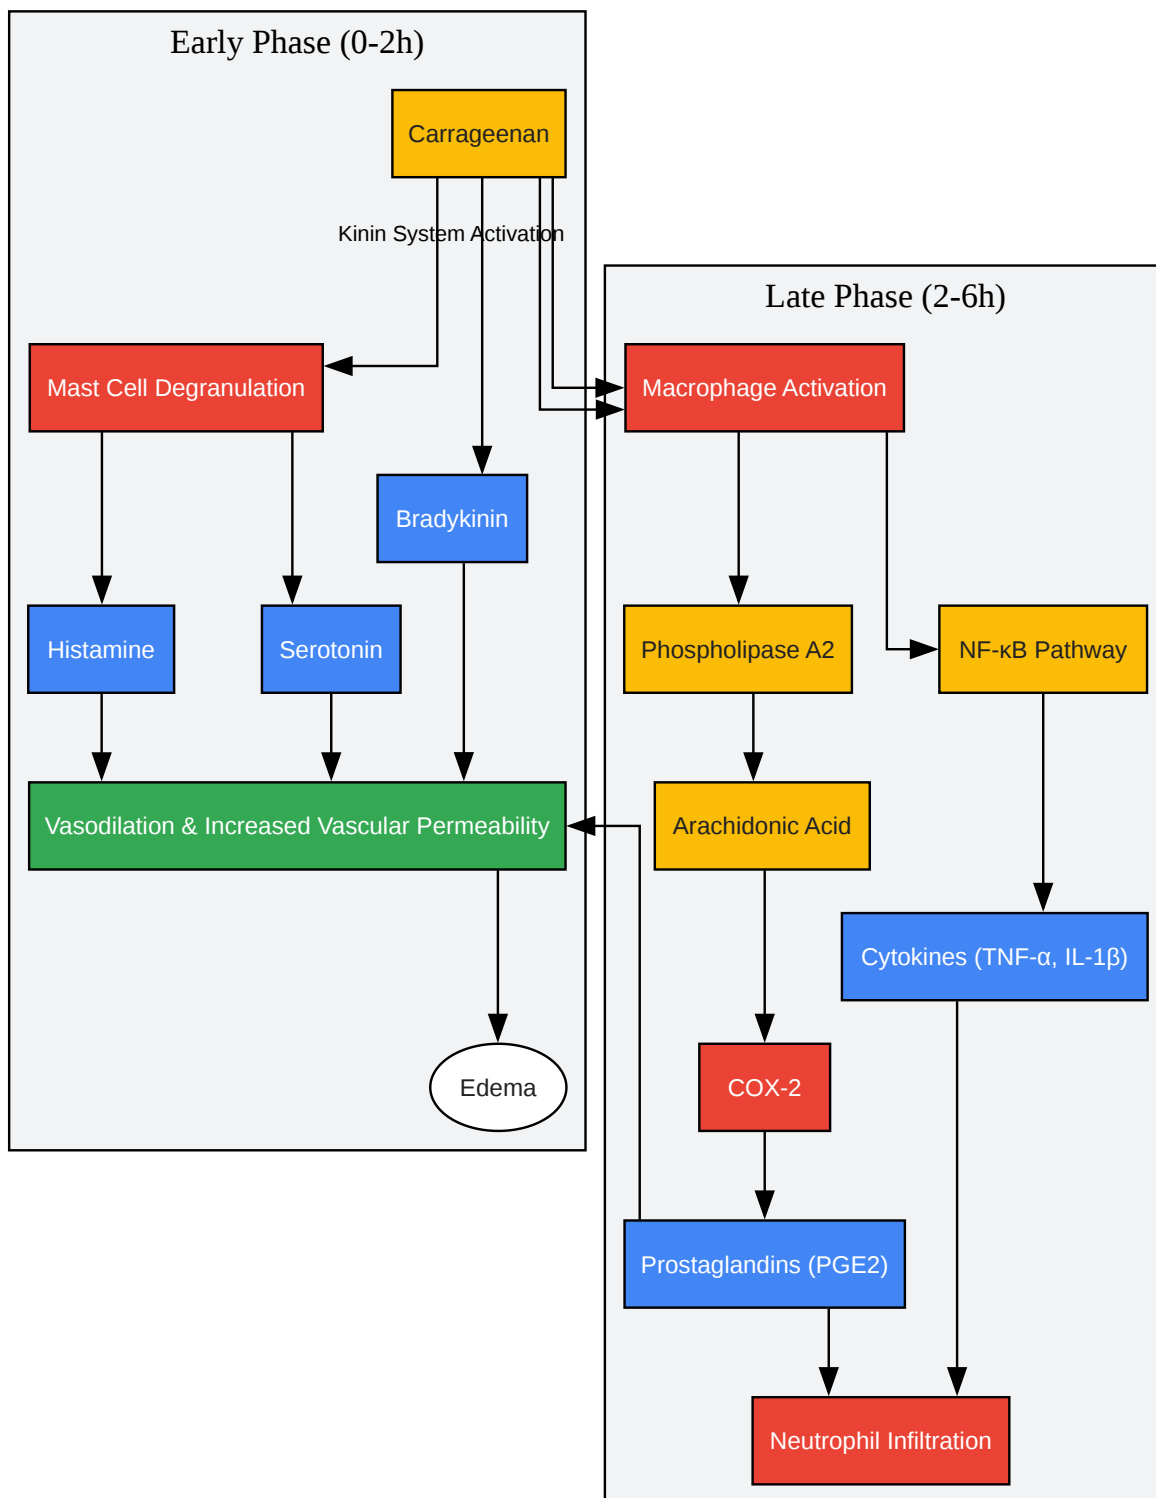 Early Phase (0-2h)
Carrageenan
Kinin System Activation
Late Phase (2-6h)
Mast Cell Degranulation
Macrophage Activation
Bradykinin
Histamine
Serotonin
Phospholipase A2
NF-κB Pathway
Vasodilation & Increased Vascular Permeability
Arachidonic Acid
Cytokines (TNF-α, IL-1β)
Edema
COX-2
Prostaglandins (PGE2)
Neutrophil Infiltration